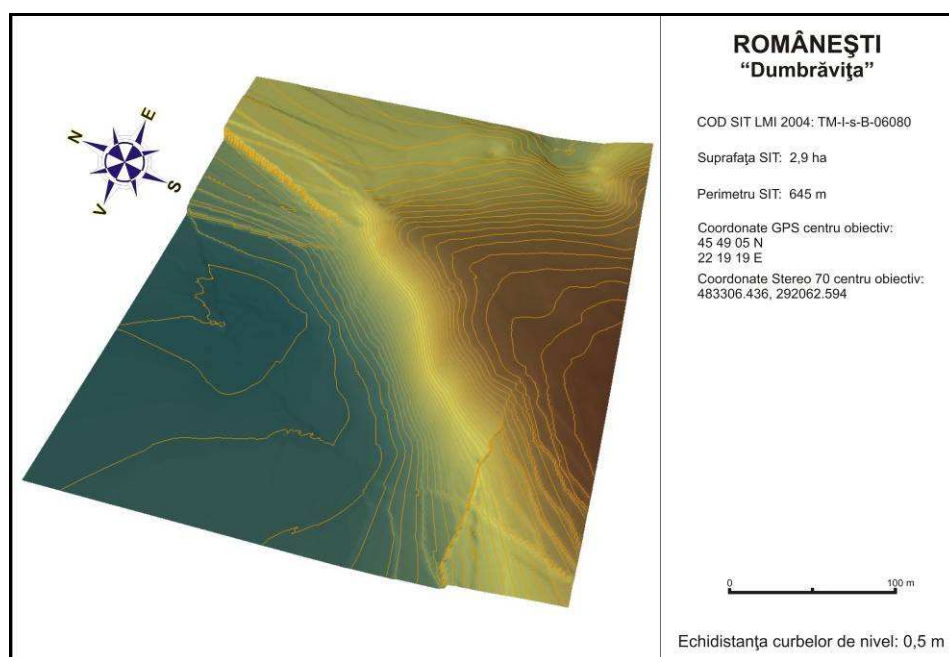 N
E
V
S
ROMÂNEŞTI
“Dumbrăviţa”
COD SIT LMI 2004: TM-I-s-B-06080
Suprafaţa SIT: 2,9 ha
Perimetru SIT: 645 m
Coordonate GPS centru obiectiv:
45 49 05 N
22 19 19 E
Coordonate Stereo 70 centru obiectiv:
483306.436, 292062.594
0 100 m
Echidistanţa curbelor de nivel: 0,5 m